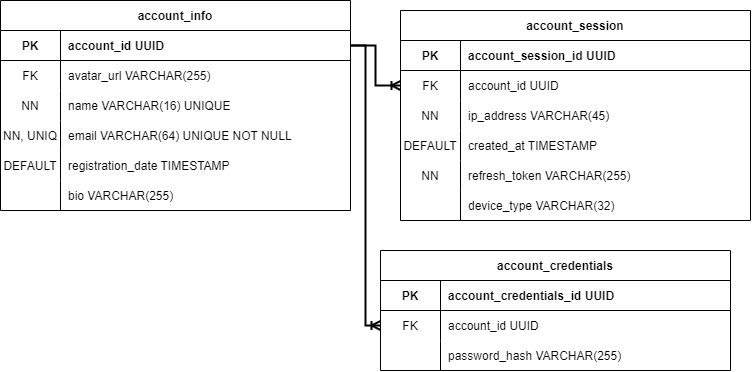 account_info
PK account_id UUID
FK avatar_url VARCHAR(255)
NN name VARCHAR(16) UNIQUE
NN, UNIQ email VARCHAR(64) UNIQUE NOT NULL
DEFAULT registration_date TIMESTAMP
bio VARCHAR(255)
account_session
PK account_session_id UUID
FK account_id UUID
NN ip_address VARCHAR(45)
DEFAULT created_at TIMESTAMP
NN refresh_token VARCHAR(255)
device_type VARCHAR(32)
account_credentials
PK account_credentials_id UUID
FK account_id UUID
password_hash VARCHAR(255)